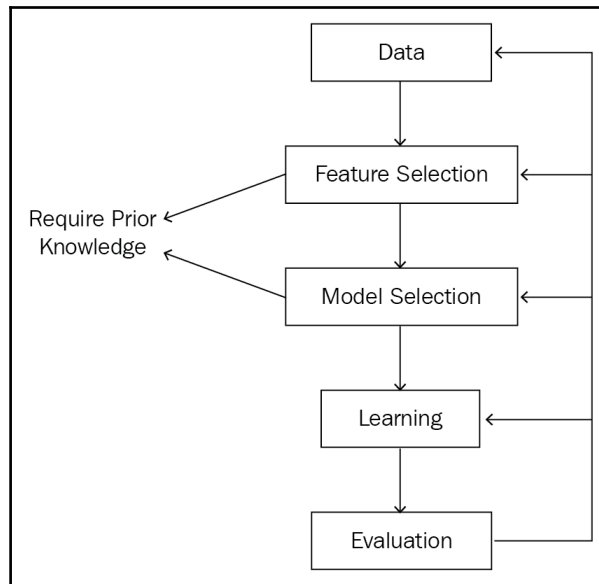 Data
Feature Selection
Require Prior
Knowledge
Model Selection
Learning
Evaluation